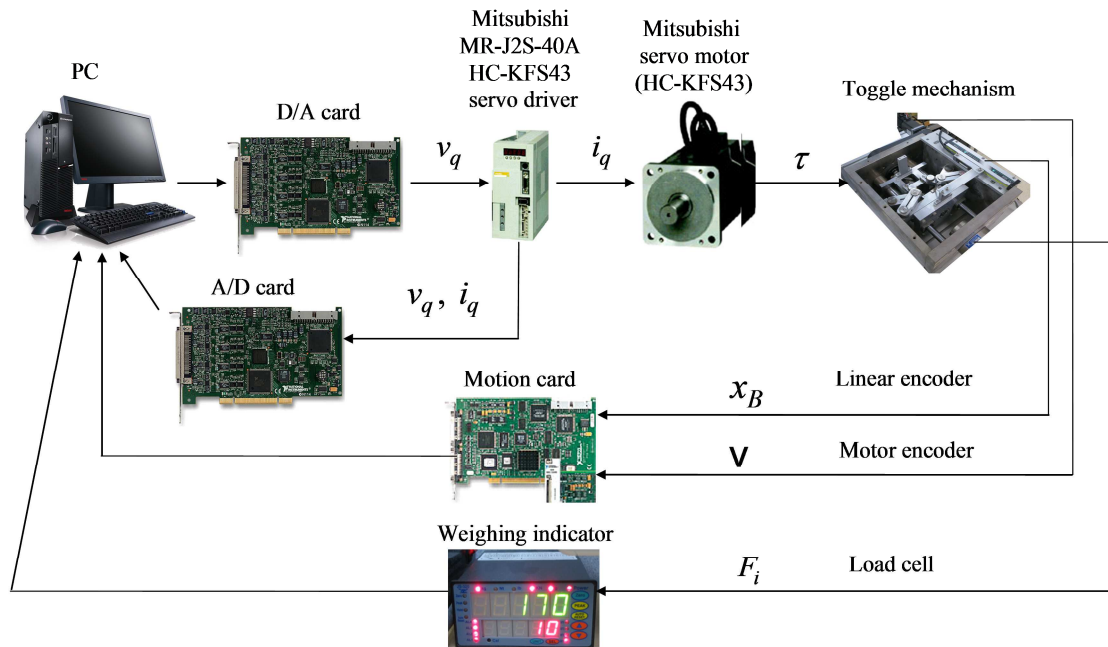 Mitsubishi
MR-J2S-40A
HC-KFS43
servo driver
Mitsubishi
servo motor
(HC-KFS43)
PC
D/A card
Toggle mechanism
v_q
i_q
τ
A/D card
v_q , i_q
Motion card
x_B
Linear encoder
V
Motor encoder
Weighing indicator
F_i
Load cell
170
10